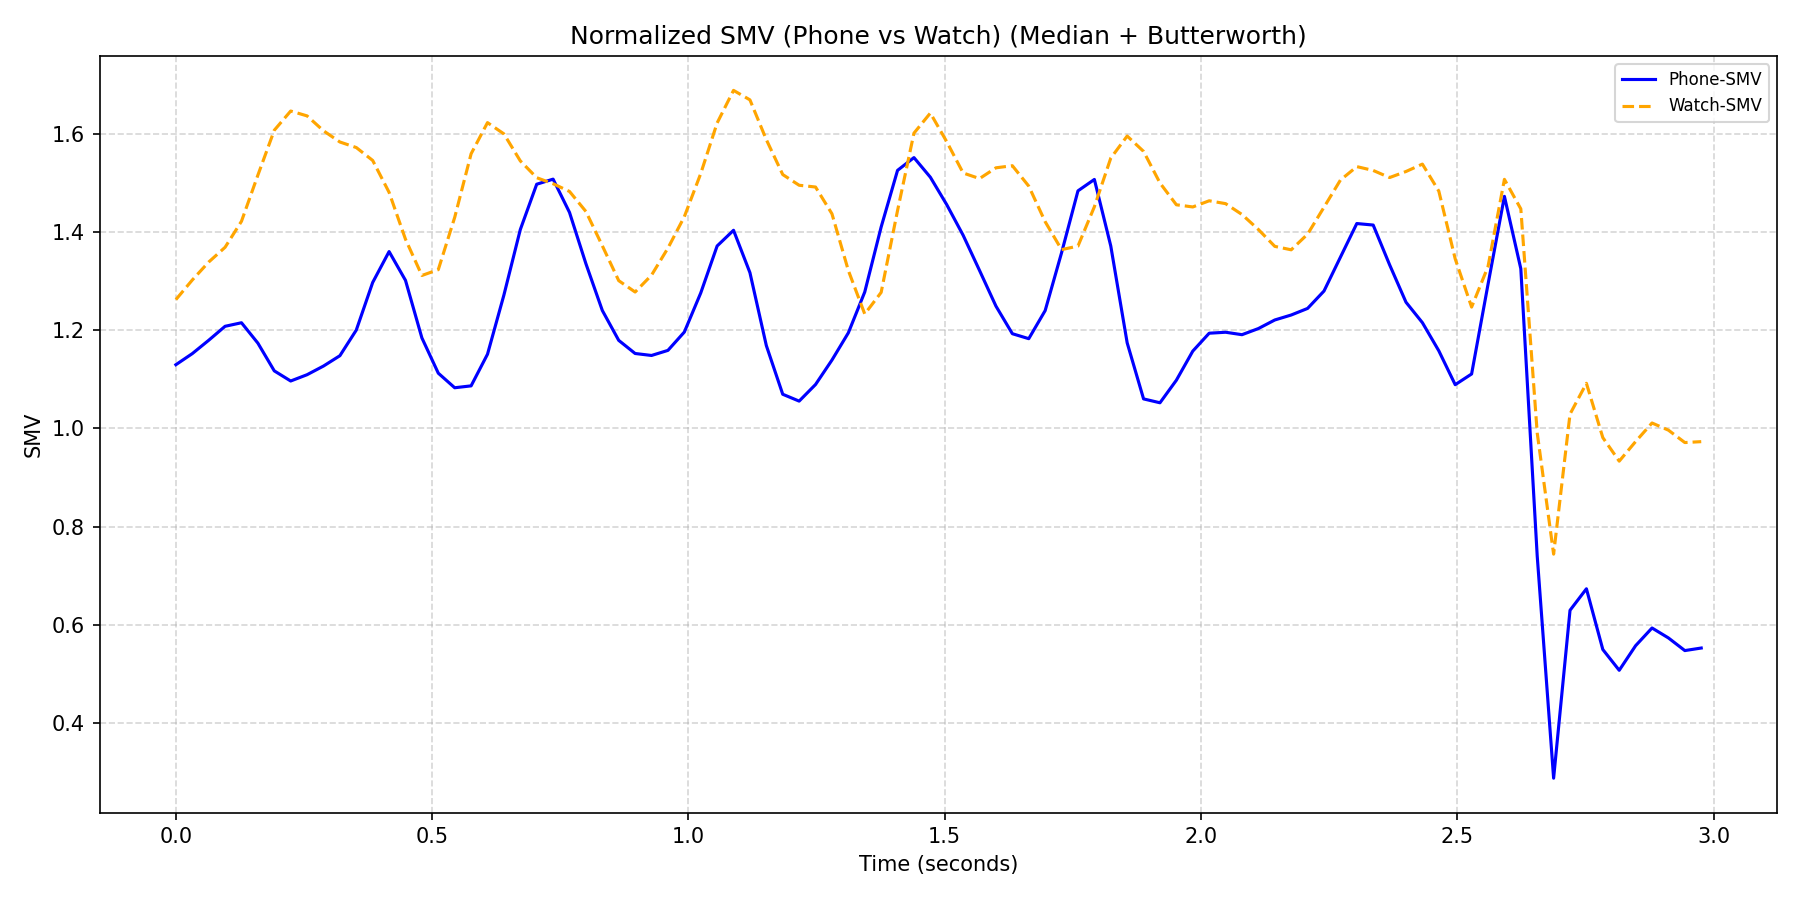 Normalized SMV (Phone vs Watch) (Median + Butterworth)
Phone-SMV
Watch-SMV
SMV
1.6
1.4
1.2
1.0
0.8
0.6
0.4
0.0 0.5 1.0 1.5 2.0 2.5 3.0
Time (seconds)